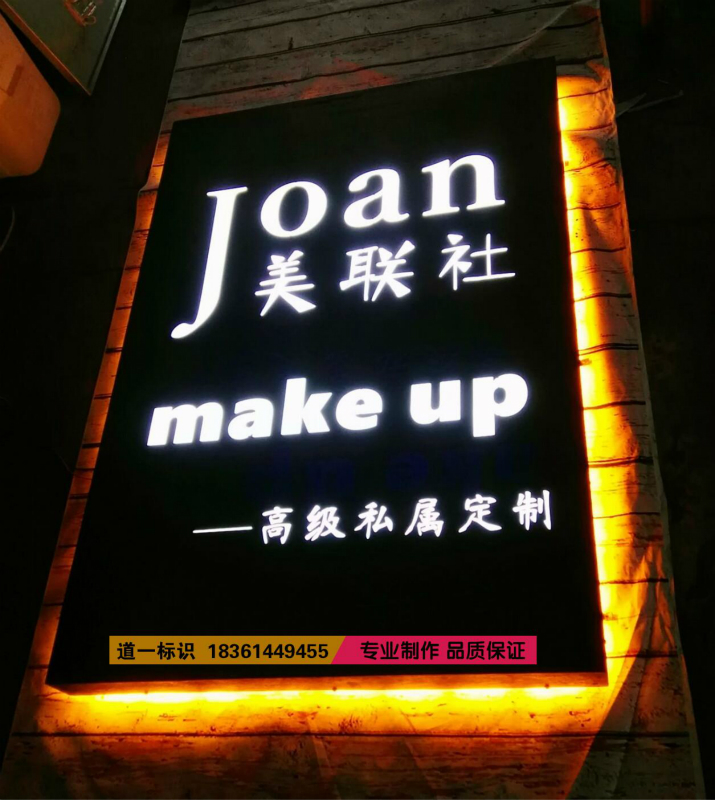 Joan
美联社
make up
——高级私属定制
道一标识 18361449455 专业制作 品质保证